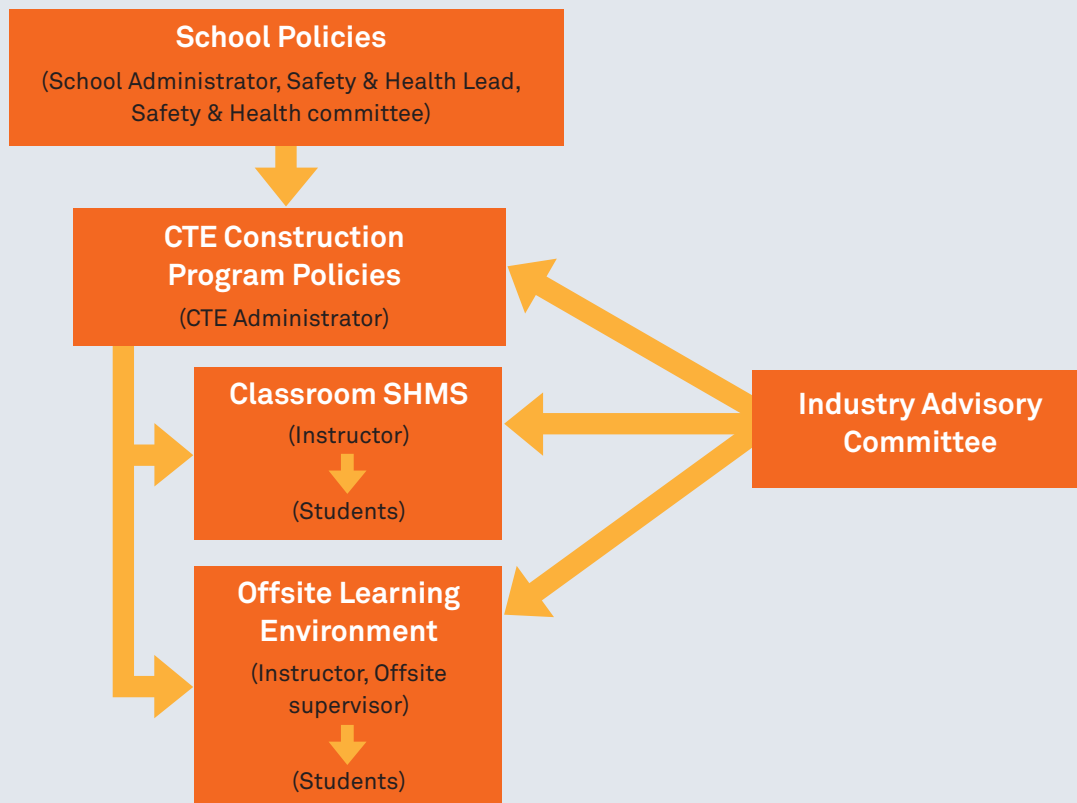 School Policies
(School Administrator, Safety & Health Lead,
Safety & Health committee)
CTE Construction
Program Policies
(CTE Administrator)
Classroom SHMS
(Instructor)
(Students)
Industry Advisory
Committee
Offsite Learning
Environment
(Instructor, Offsite
supervisor)
(Students)